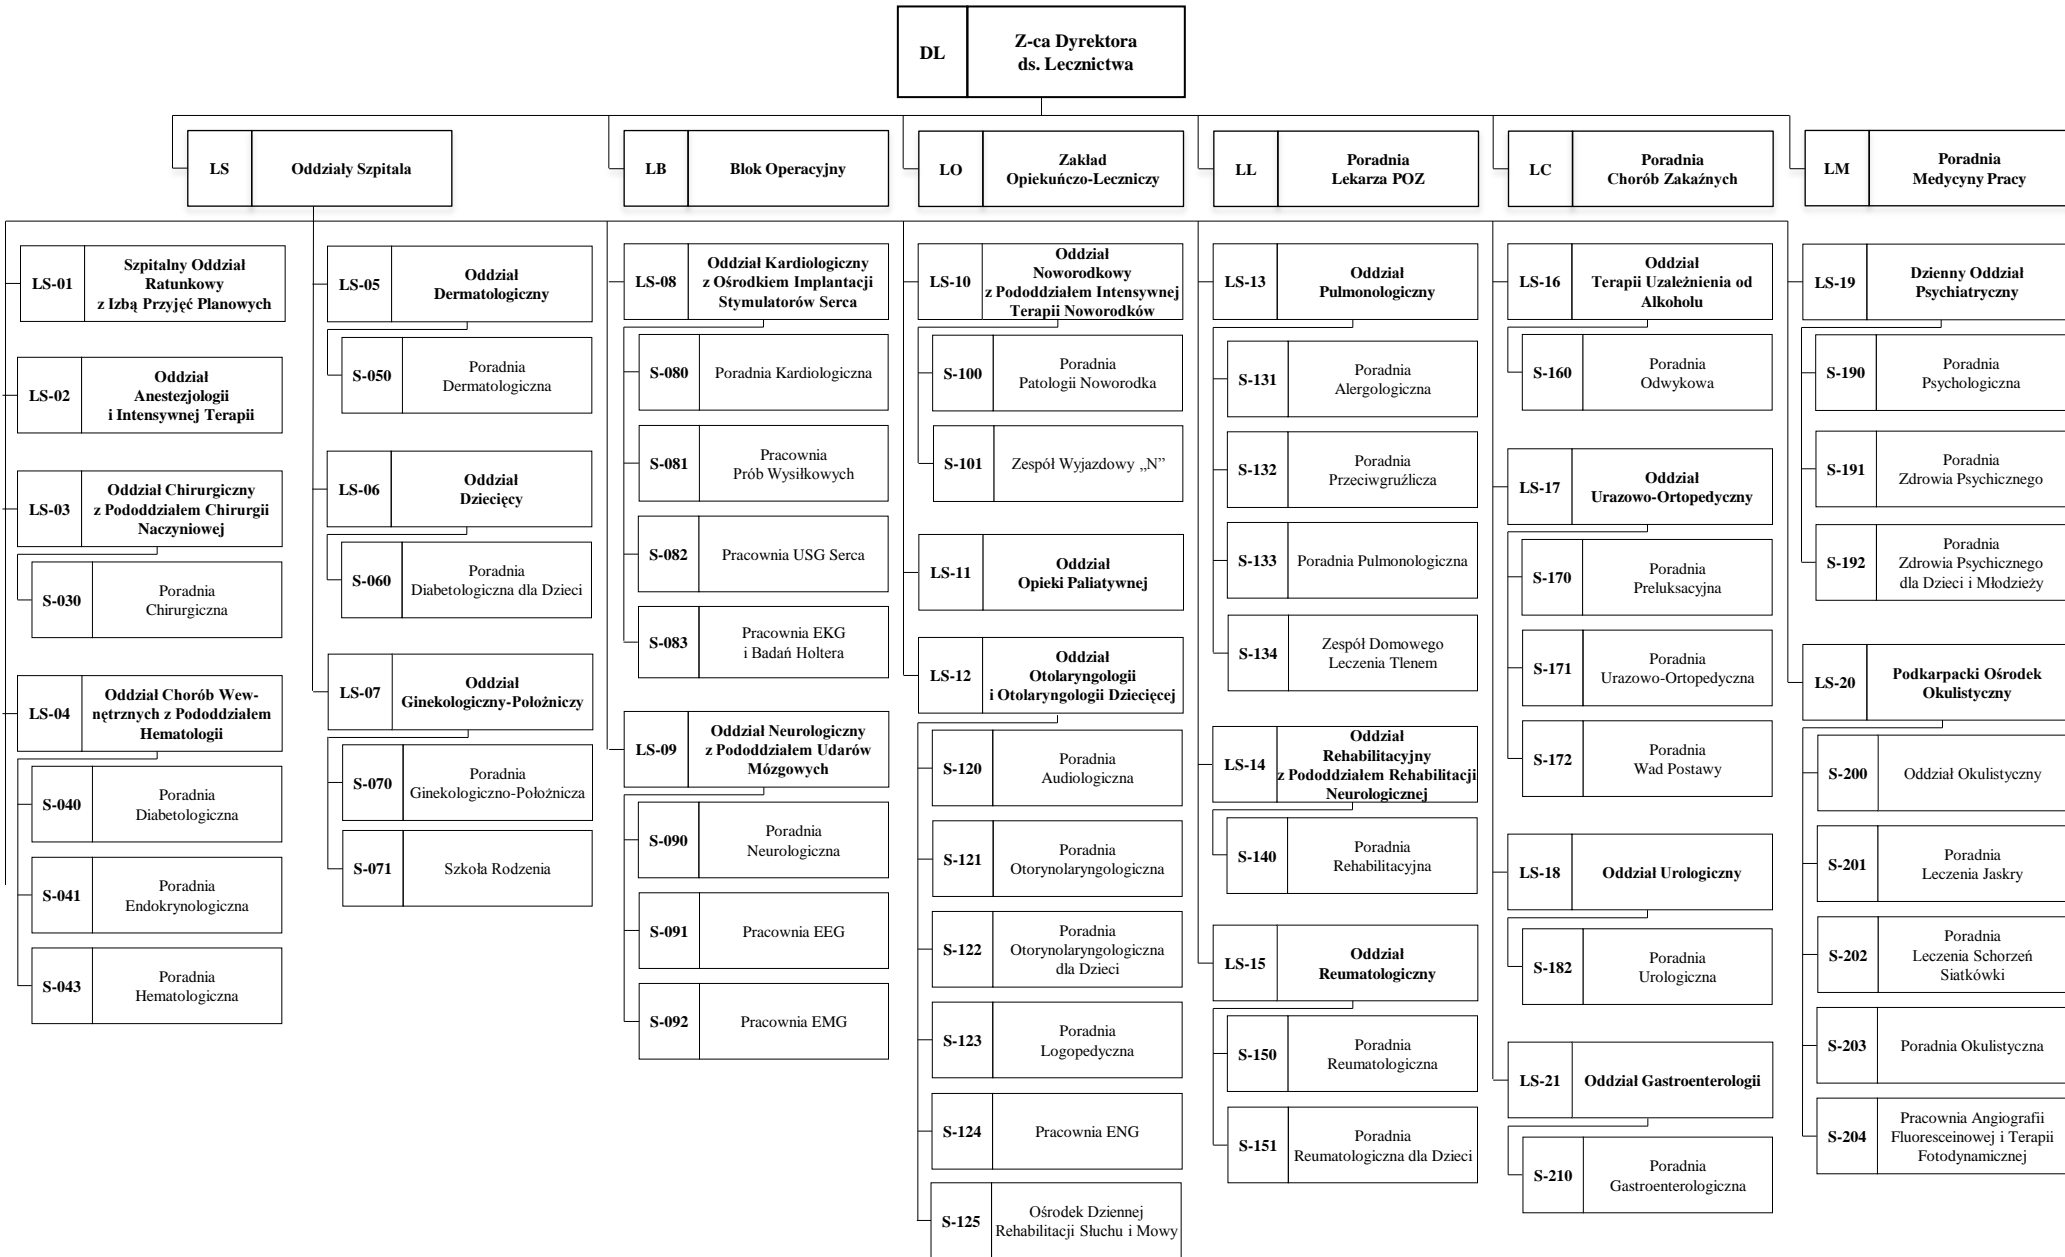 DL
Z-ca Dyrektora
ds. Lecznictwa
LS
Oddziały Szpitala
LB
Blok Operacyjny
LO
Zakład
Opiekuńczo-Leczniczy
LL
Poradnia
Lekarza POZ
LC
Poradnia
Chorób Zakaźnych
LM
Poradnia
Medycyny Pracy
LS-01
Szpitalny Oddział
Ratunkowy
z Izbą Przyjęć Planowych
LS-02
Oddział
Anestezjologii
i Intensywnej Terapii
LS-03
Oddział Chirurgiczny
z Pododdziałem Chirurgii
Naczyniowej
S-030
Poradnia
Chirurgiczna
LS-04
Oddział Chorób Wew-
nętrznych z Pododdziałem
Hematologii
S-040
Poradnia
Diabetologiczna
S-041
Poradnia
Endokrynologiczna
S-043
Poradnia
Hematologiczna
LS-05
Oddział
Dermatologiczny
S-050
Poradnia
Dermatologiczna
LS-06
Oddział
Dziecięcy
S-060
Poradnia
Diabetologiczna dla Dzieci
LS-07
Oddział
Ginekologiczny-Położniczy
S-070
Poradnia
Ginekologiczno-Położnicza
S-071
Szkoła Rodzenia
LS-08
Oddział Kardiologiczny
z Ośrodkiem Implantacji
Stymulatorów Serca
S-080
Poradnia Kardiologiczna
S-081
Pracownia
Prób Wysiłkowych
S-082
Pracownia USG Serca
S-083
Pracownia EKG
i Badań Holtera
LS-09
Oddział Neurologiczny
z Pododdziałem Udarów
Mózgowych
S-090
Poradnia
Neurologiczna
S-091
Pracownia EEG
S-092
Pracownia EMG
LS-10
Oddział
Noworodkowy
z Pododdziałem Intensywnej
Terapii Noworodków
S-100
Poradnia
Patologii Noworodka
S-101
Zespół Wyjazdowy „N”
LS-11
Oddział
Opieki Paliatywnej
LS-12
Oddział
Otolaryngologii
i Otolaryngologii Dziecięcej
S-120
Poradnia
Audiologiczna
S-121
Poradnia
Otorynolaryngologiczna
S-122
Poradnia
Otorynolaryngologiczna
dla Dzieci
S-123
Poradnia
Logopedyczna
S-124
Pracownia ENG
S-125
Ośrodek Dziennej
Rehabilitacji Słuchu i Mowy
LS-13
Oddział
Pulmonologiczny
S-131
Poradnia
Alergologiczna
S-132
Poradnia
Przeciwgruźlicza
S-133
Poradnia Pulmonologiczna
S-134
Zespół Domowego
Leczenia Tlenem
LS-14
Oddział
Rehabilitacyjny
z Pododdziałem Rehabilitacji
Neurologicznej
S-140
Poradnia
Rehabilitacyjna
LS-15
Oddział
Reumatologiczny
S-150
Poradnia
Reumatologiczna
S-151
Poradnia
Reumatologiczna dla Dzieci
LS-16
Oddział
Terapii Uzależnienia od
Alkoholu
S-160
Poradnia
Odwykowa
LS-17
Oddział
Urazowo-Ortopedyczny
S-170
Poradnia
Preluksacyjna
S-171
Poradnia
Urazowo-Ortopedyczna
S-172
Poradnia
Wad Postawy
LS-18
Oddział Urologiczny
S-182
Poradnia
Urologiczna
LS-21
Oddział Gastroenterologii
S-210
Poradnia
Gastroenterologiczna
LS-19
Dzienny Oddział
Psychiatryczny
S-190
Poradnia
Psychologiczna
S-191
Poradnia
Zdrowia Psychicznego
S-192
Poradnia
Zdrowia Psychicznego
dla Dzieci i Młodzieży
LS-20
Podkarpacki Ośrodek
Okulistyczny
S-200
Oddział Okulistyczny
S-201
Poradnia
Leczenia Jaskry
S-202
Poradnia
Leczenia Schorzeń
Siatkówki
S-203
Poradnia Okulistyczna
S-204
Pracownia Angiografii
Fluoresceinowej i Terapii
Fotodynamicznej